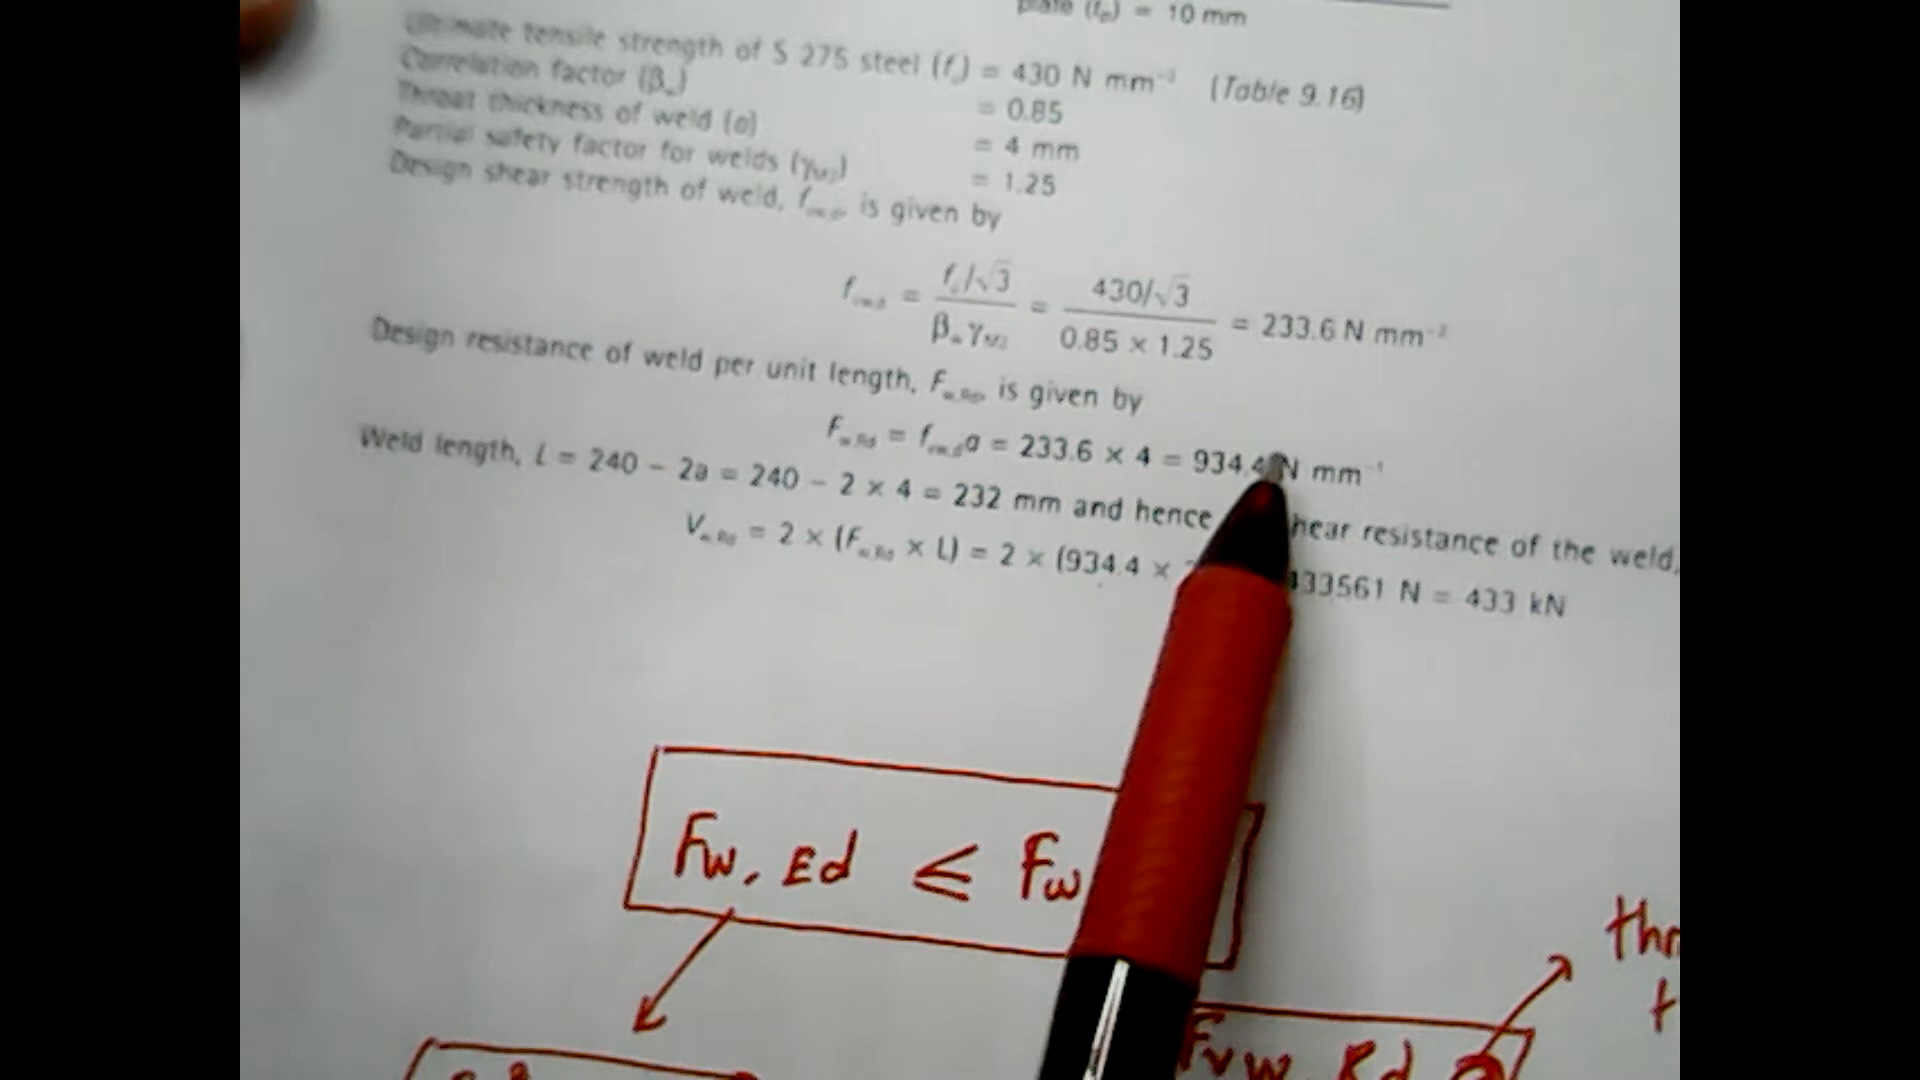 plate (tp) = 10 mm
Ultimate tensile strength of S 275 steel (fu) = 430 N mm⁻² (Table 9.16)
Correlation factor (βw) = 0.85
Throat thickness of weld (a) = 4 mm
Partial safety factor for welds (γM2) = 1.25
Design shear strength of weld, fvw,d, is given by
fvw,d = fu/√3 / βw γM2 = 430/√3 / 0.85 × 1.25 = 233.6 N mm⁻²
Design resistance of weld per unit length, Fw,Rd, is given by
Fw,Rd = fvw,d a = 233.6 × 4 = 934.4 N mm⁻¹
Weld length, L = 240 − 2a = 240 − 2 × 4 = 232 mm and hence hear resistance of the weld,
Vw,Rd = 2 × (Fw,Rd × L) = 2 × (934.4 × 433561 N = 433 kN
Fw, Ed ≤ Fw
Fvw, Rd